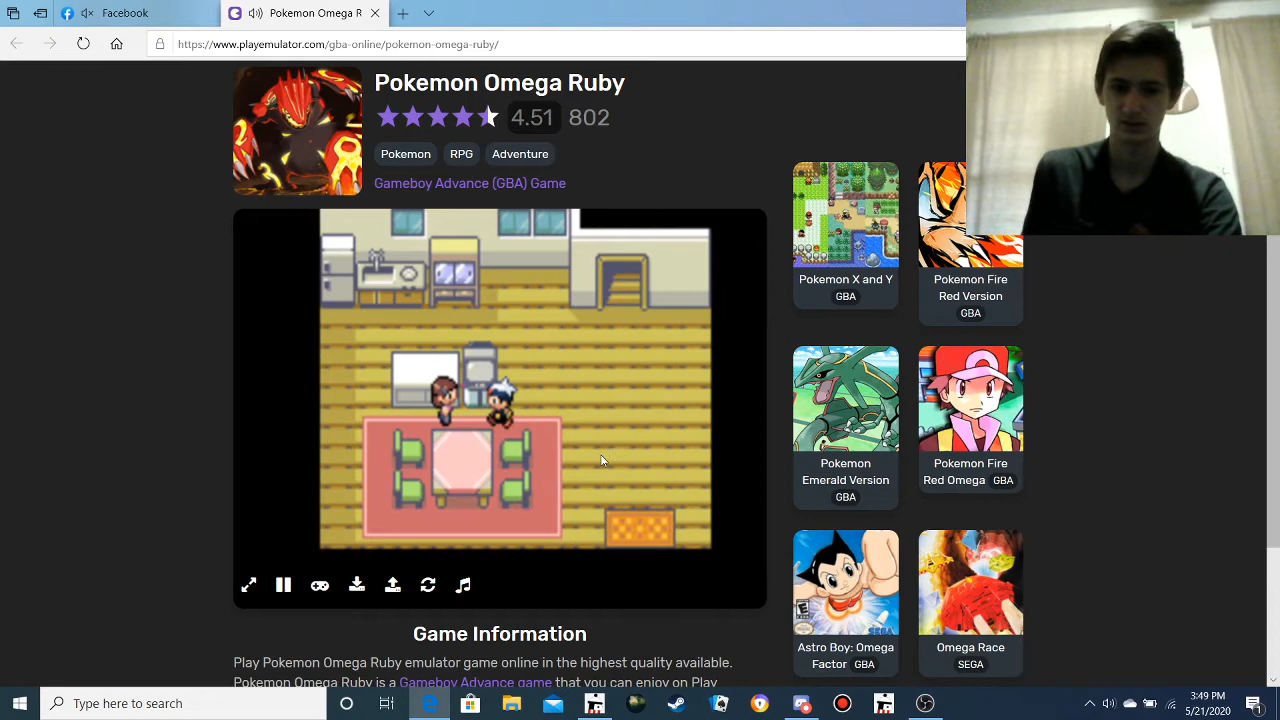 Facebook
Pokemon Omega R
https://www.playemulator.com/gba-online/pokemon-omega-ruby/
Pokemon Omega Ruby
4.51 802
Pokemon RPG Adventure
Gameboy Advance (GBA) Game
Pokemon X and Y
GBA
Pokemon Fire
Red Version
GBA
Pokemon
Emerald Version
GBA
Pokemon Fire
Red Omega GBA
Astro Boy: Omega
Factor GBA
Omega Race
SEGA
Game Information
Play Pokemon Omega Ruby emulator game online in the highest quality available.
Pokemon Omega Ruby is a Gameboy Advance game that you can enjoy on Play
Type here to search
3:49 PM
5/21/2020